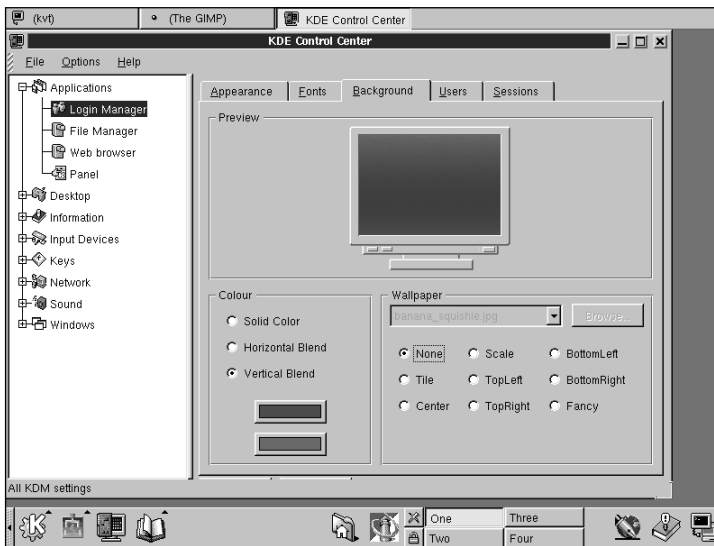 (kvt)
(The GIMP)
KDE Control Center
KDE Control Center
File Options Help
Applications
Login Manager
File Manager
Web browser
Panel
Desktop
Information
Input Devices
Keys
Network
Sound
Windows
Appearance Fonts Background Users Sessions
Preview
Colour
Solid Color
Horizontal Blend
Vertical Blend
Wallpaper
banana_squishie.jpg Browse...
None Scale BottomLeft
Tile TopLeft BottomRight
Center TopRight Fancy
All KDM settings
One Three
Two Four